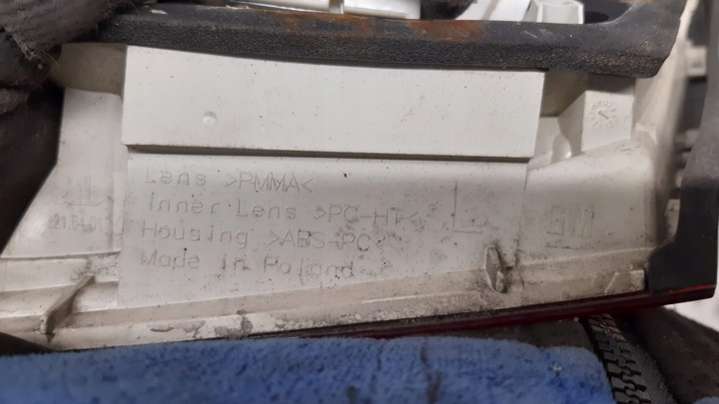 Lens >PMMA<
Inner Lens >PC-HT<
Housing >ABS-PC<
Made in Poland
L